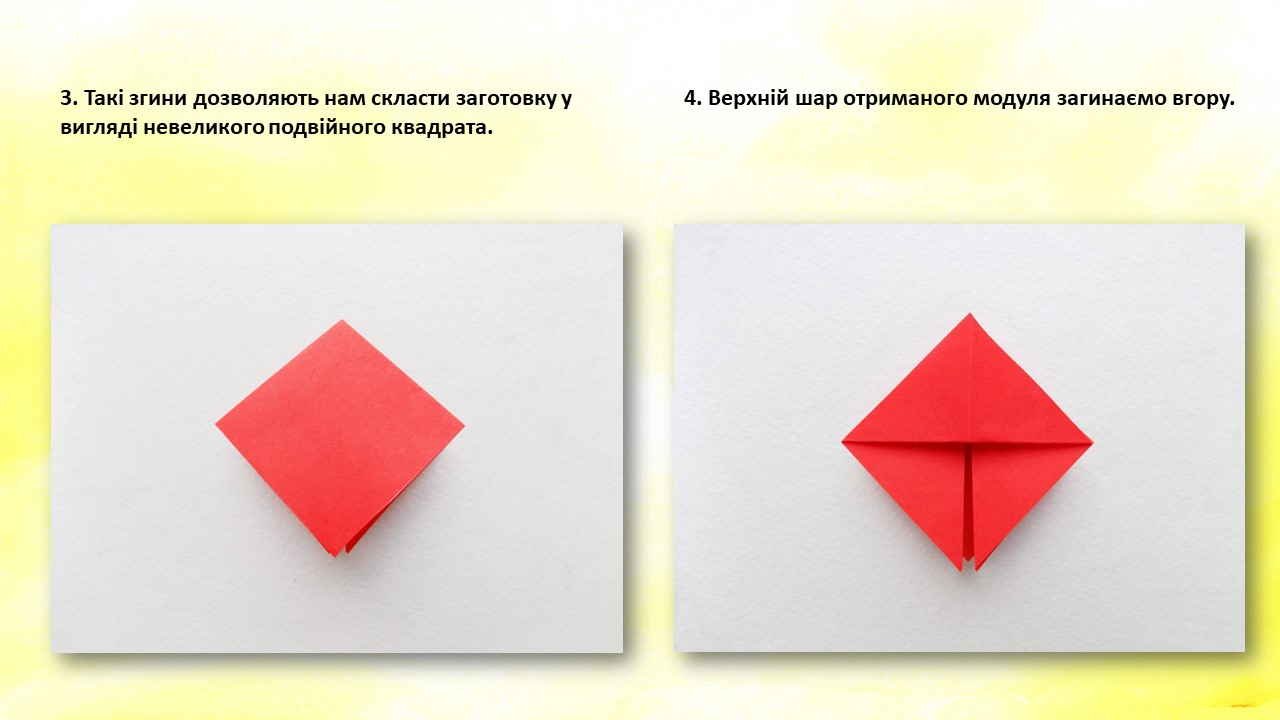 3. Такі згини дозволяють нам скласти заготовку у
вигляді невеликого подвійного квадрата.
4. Верхній шар отриманого модуля загинаємо вгору.